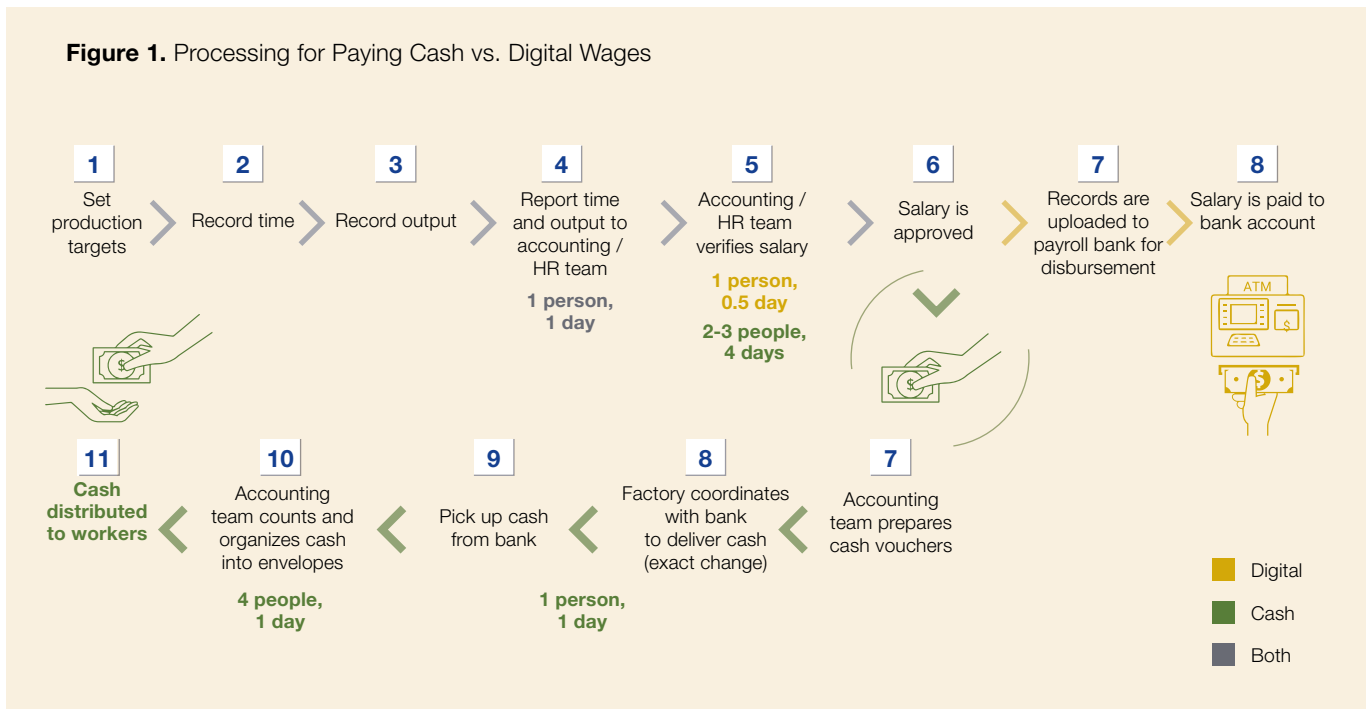 Figure 1. Processing for Paying Cash vs. Digital Wages
1
Set
production
targets
2
Record time
3
Record output
4
Report time
and output to
accounting /
HR team
1 person,
1 day
5
Accounting /
HR team
verifies salary
1 person,
0.5 day
2-3 people,
4 days
6
Salary is
approved
7
Records are
uploaded to
payroll bank for
disbursement
8
Salary is paid to
bank account
ATM
$
$
$
$
7
Accounting
team prepares
cash vouchers
8
Factory coordinates
with bank
to deliver cash
(exact change)
1 person,
1 day
9
Pick up cash
from bank
10
Accounting
team counts and
organizes cash
into envelopes
4 people,
1 day
11
Cash
distributed
to workers
Digital
Cash
Both